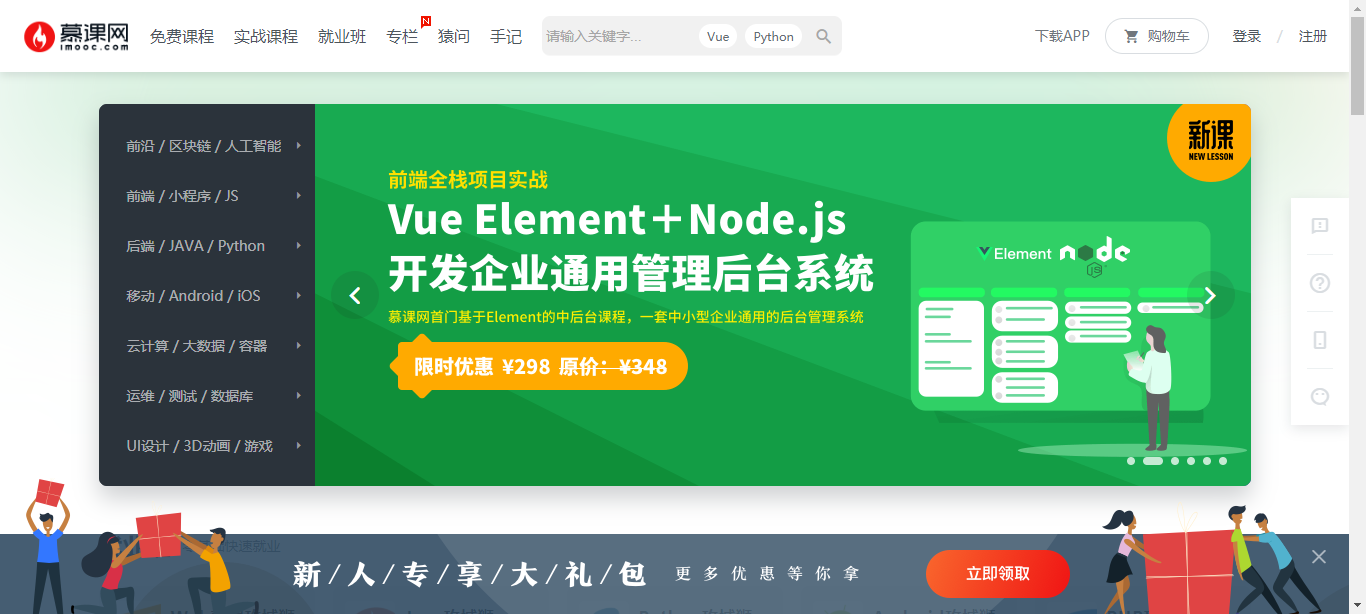 慕课网
imooc.com
免费课程 实战课程 就业班 专栏 N 猿问 手记
请输入关键字... Vue Python
下载APP 购物车 登录 / 注册
前沿 / 区块链 / 人工智能
前端 / 小程序 / JS
后端 / JAVA / Python
移动 / Android / iOS
云计算 / 大数据 / 容器
运维 / 测试 / 数据库
UI设计 / 3D动画 / 游戏
新课
NEW LESSON
前端全栈项目实战
Vue Element＋Node.js
开发企业通用管理后台系统
慕课网首门基于Element的中后台课程，一套中小型企业通用的后台管理系统
限时优惠 ¥298 原价：¥348
Element node
JS
快速就业
新 / 人 / 专 / 享 / 大 / 礼 / 包
更多优惠等你拿
立即领取